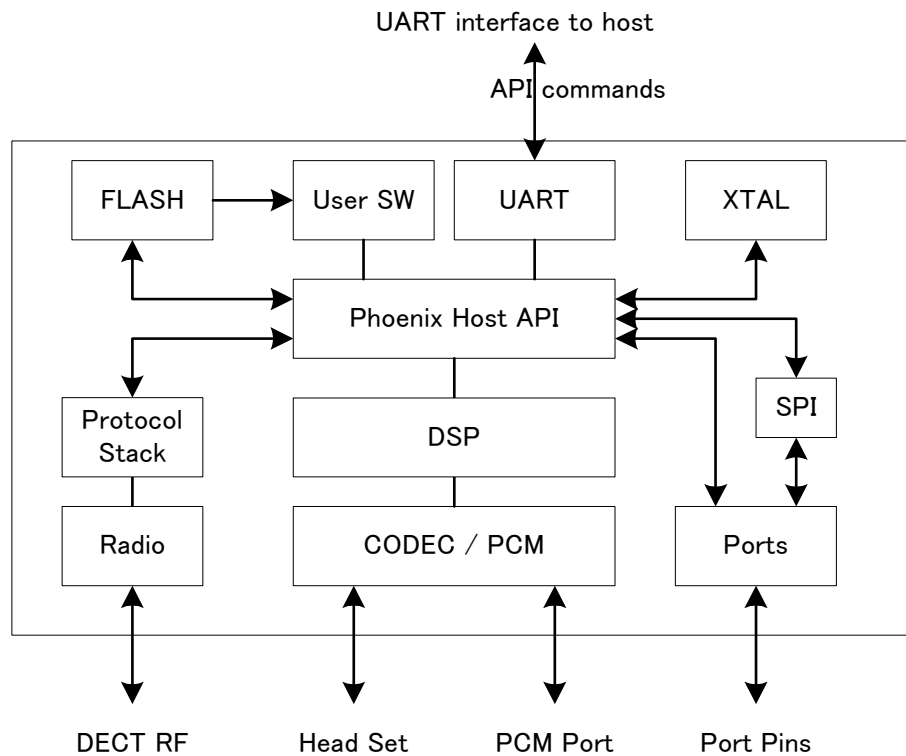 UART interface to host
API commands
FLASH
User SW
UART
XTAL
Phoenix Host API
Protocol
Stack
DSP
SPI
Radio
CODEC / PCM
Ports
DECT RF
Head Set
PCM Port
Port Pins